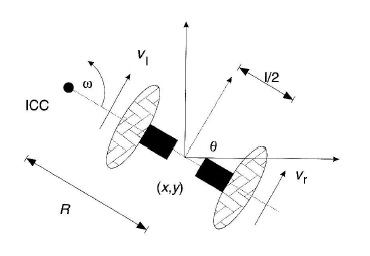 v_l
l/2
ω
ICC
θ
(x,y)
v_r
R